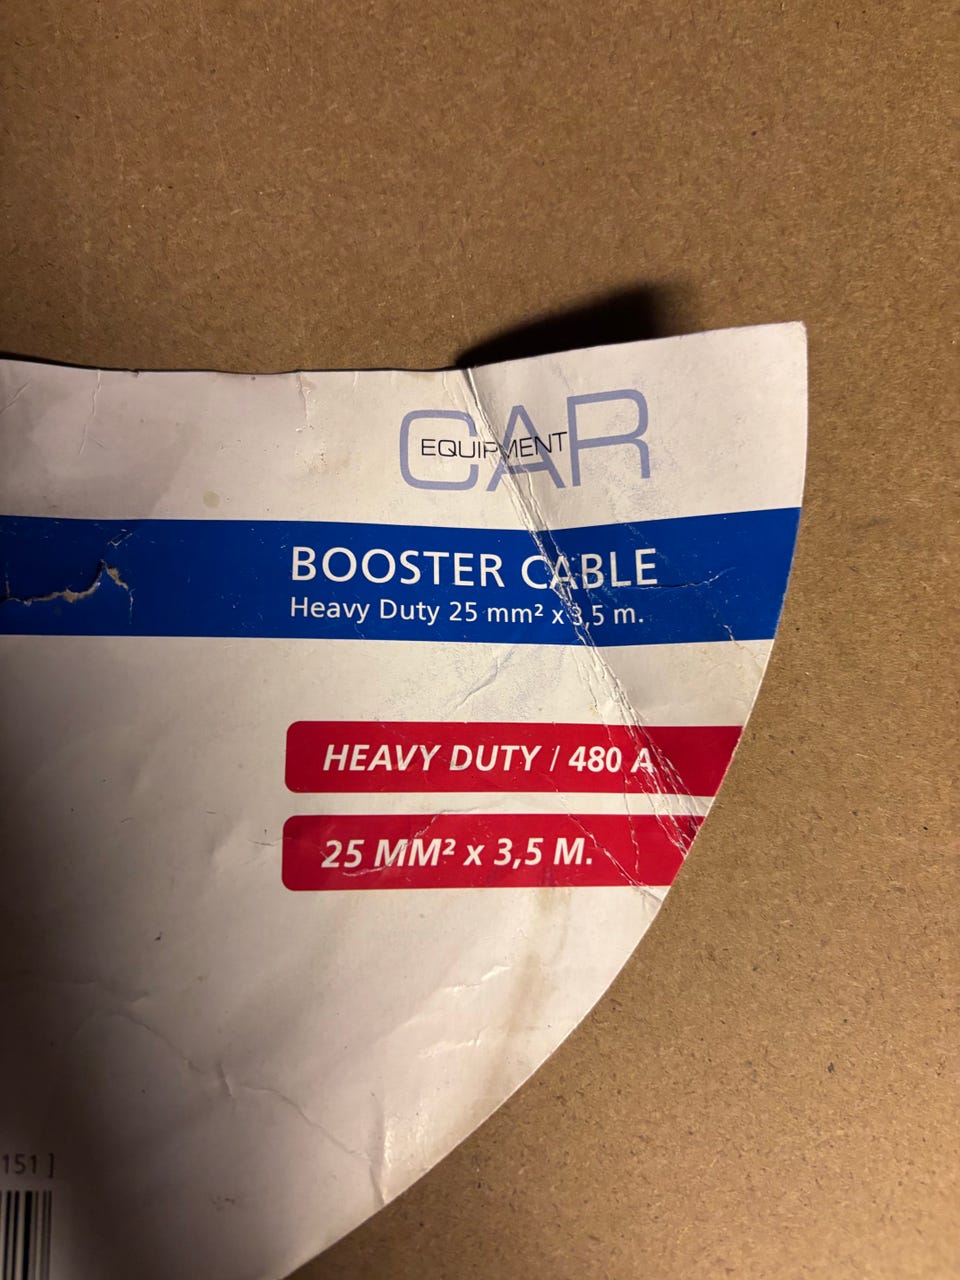 CAR
EQUIPMENT
BOOSTER CABLE
Heavy Duty 25 mm² x 3,5 m.
HEAVY DUTY / 480 A
25 MM² x 3,5 M.
151 ]